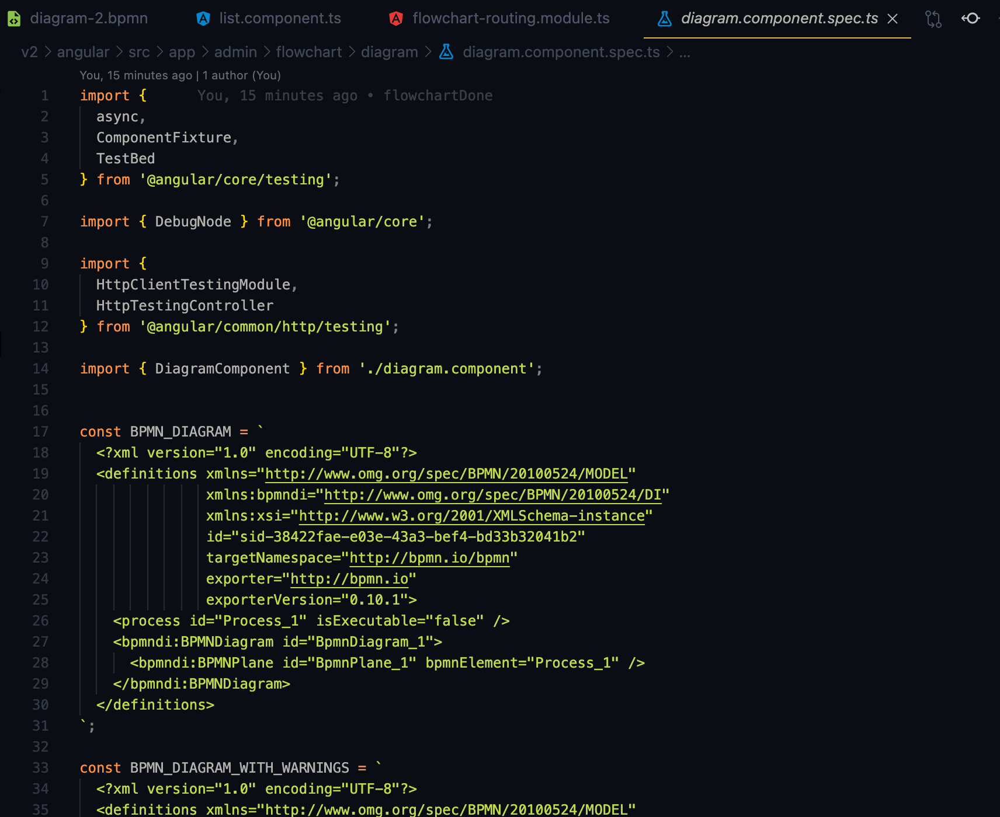 diagram-2.bpmn list.component.ts flowchart-routing.module.ts diagram.component.spec.ts
v2 > angular > src > app > admin > flowchart > diagram > diagram.component.spec.ts > ...
You, 15 minutes ago | 1 author (You)
1 import { You, 15 minutes ago • flowchartDone
2 async,
3 ComponentFixture,
4 TestBed
5 } from '@angular/core/testing';
6
7 import { DebugNode } from '@angular/core';
8
9 import {
10 HttpClientTestingModule,
11 HttpTestingController
12 } from '@angular/common/http/testing';
13
14 import { DiagramComponent } from './diagram.component';
15
16
17 const BPMN_DIAGRAM = `
18 <?xml version="1.0" encoding="UTF-8"?>
19 <definitions xmlns="http://www.omg.org/spec/BPMN/20100524/MODEL"
20 xmlns:bpmndi="http://www.omg.org/spec/BPMN/20100524/DI"
21 xmlns:xsi="http://www.w3.org/2001/XMLSchema-instance"
22 id="sid-38422fae-e03e-43a3-bef4-bd33b32041b2"
23 targetNamespace="http://bpmn.io/bpmn"
24 exporter="http://bpmn.io"
25 exporterVersion="0.10.1">
26 <process id="Process_1" isExecutable="false" />
27 <bpmndi:BPMNDiagram id="BpmnDiagram_1">
28 <bpmndi:BPMNPlane id="BpmnPlane_1" bpmnElement="Process_1" />
29 </bpmndi:BPMNDiagram>
30 </definitions>
31 `;
32
33 const BPMN_DIAGRAM_WITH_WARNINGS = `
34 <?xml version="1.0" encoding="UTF-8"?>
35 <definitions xmlns="http://www.omg.org/spec/BPMN/20100524/MODEL"